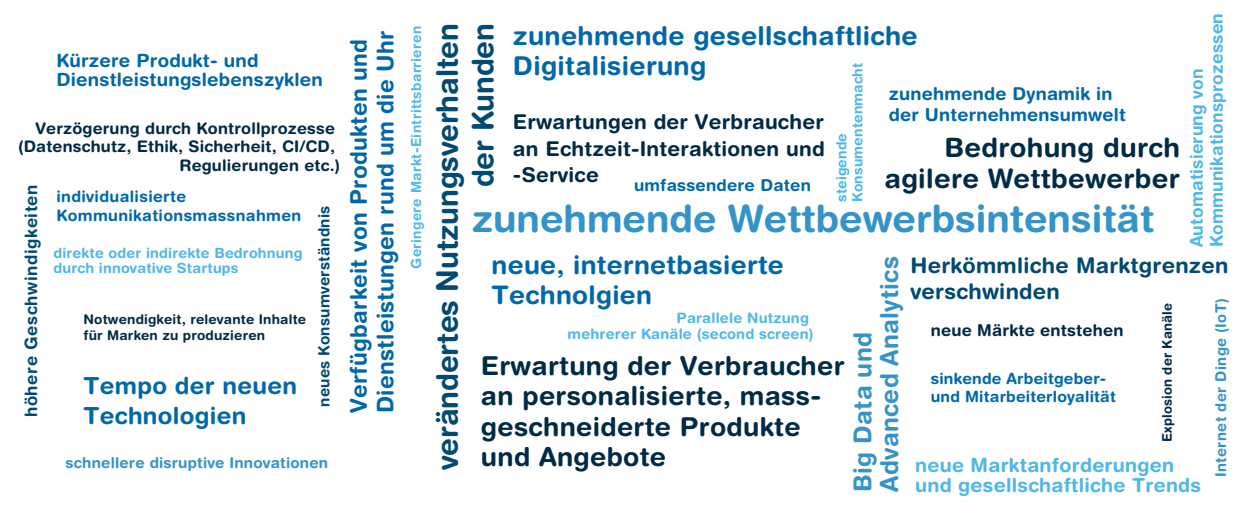 Kürzere Produkt- und
Dienstleistungslebenszyklen
Verzögerung durch Kontrollprozesse
(Datenschutz, Ethik, Sicherheit, CI/CD,
Regulierungen etc.)
höhere Geschwindigkeiten
individualisierte
Kommunikationsmassnahmen
direkte oder indirekte Bedrohnung
durch innovative Startups
Notwendigkeit, relevante Inhalte
für Marken zu produzieren
Tempo der neuen
Technologien
schnellere disruptive Innovationen
neues Konsumverständnis
Verfügbarkeit von Produkten und
Dienstleistungen rund um die Uhr
Geringere Markt-Eintrittsbarrieren
verändertes Nutzungsverhalten
der Kunden
zunehmende gesellschaftliche
Digitalisierung
Erwartungen der Verbraucher
an Echtzeit-Interaktionen und
-Service
umfassendere Daten
steigende
Konsumentenmacht
zunehmende Dynamik in
der Unternehmensumwelt
Bedrohung durch
agilere Wettbewerber
Automatisierung von
Kommunikationsprozessen
zunehmende Wettbewerbsintensität
neue, internetbasierte
Technolgien
Parallele Nutzung
mehrerer Kanäle (second screen)
Erwartung der Verbraucher
an personalisierte, mass-
geschneiderte Produkte
und Angebote
Big Data und
Advanced Analytics
Herkömmliche Marktgrenzen
verschwinden
neue Märkte entstehen
sinkende Arbeitgeber-
und Mitarbeiterloyalität
Explosion der Kanäle
Internet der Dinge (IoT)
neue Marktanforderungen
und gesellschaftliche Trends